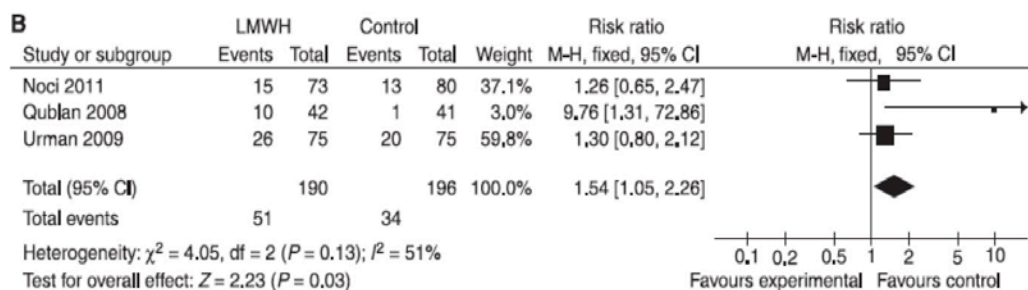 B
LMWH Control Risk ratio Risk ratio
Study or subgroup Events Total Events Total Weight M–H, fixed, 95% CI M–H, fixed, 95% CI
Noci 2011 15 73 13 80 37.1% 1.26 [0.65, 2.47]
Qublan 2008 10 42 1 41 3.0% 9.76 [1.31, 72.86]
Urman 2009 26 75 20 75 59,8% 1.30 [0.80, 2.12]
Total (95% CI) 190 196 100.0% 1.54 [1.05, 2.26]
Total events 51 34
Heterogeneity: χ² = 4.05, df = 2 (P = 0.13); I² = 51%
Test for overall effect: Z = 2.23 (P = 0.03)
0.1 0.2 0.5 1 2 5 10
Favours experimental Favours control